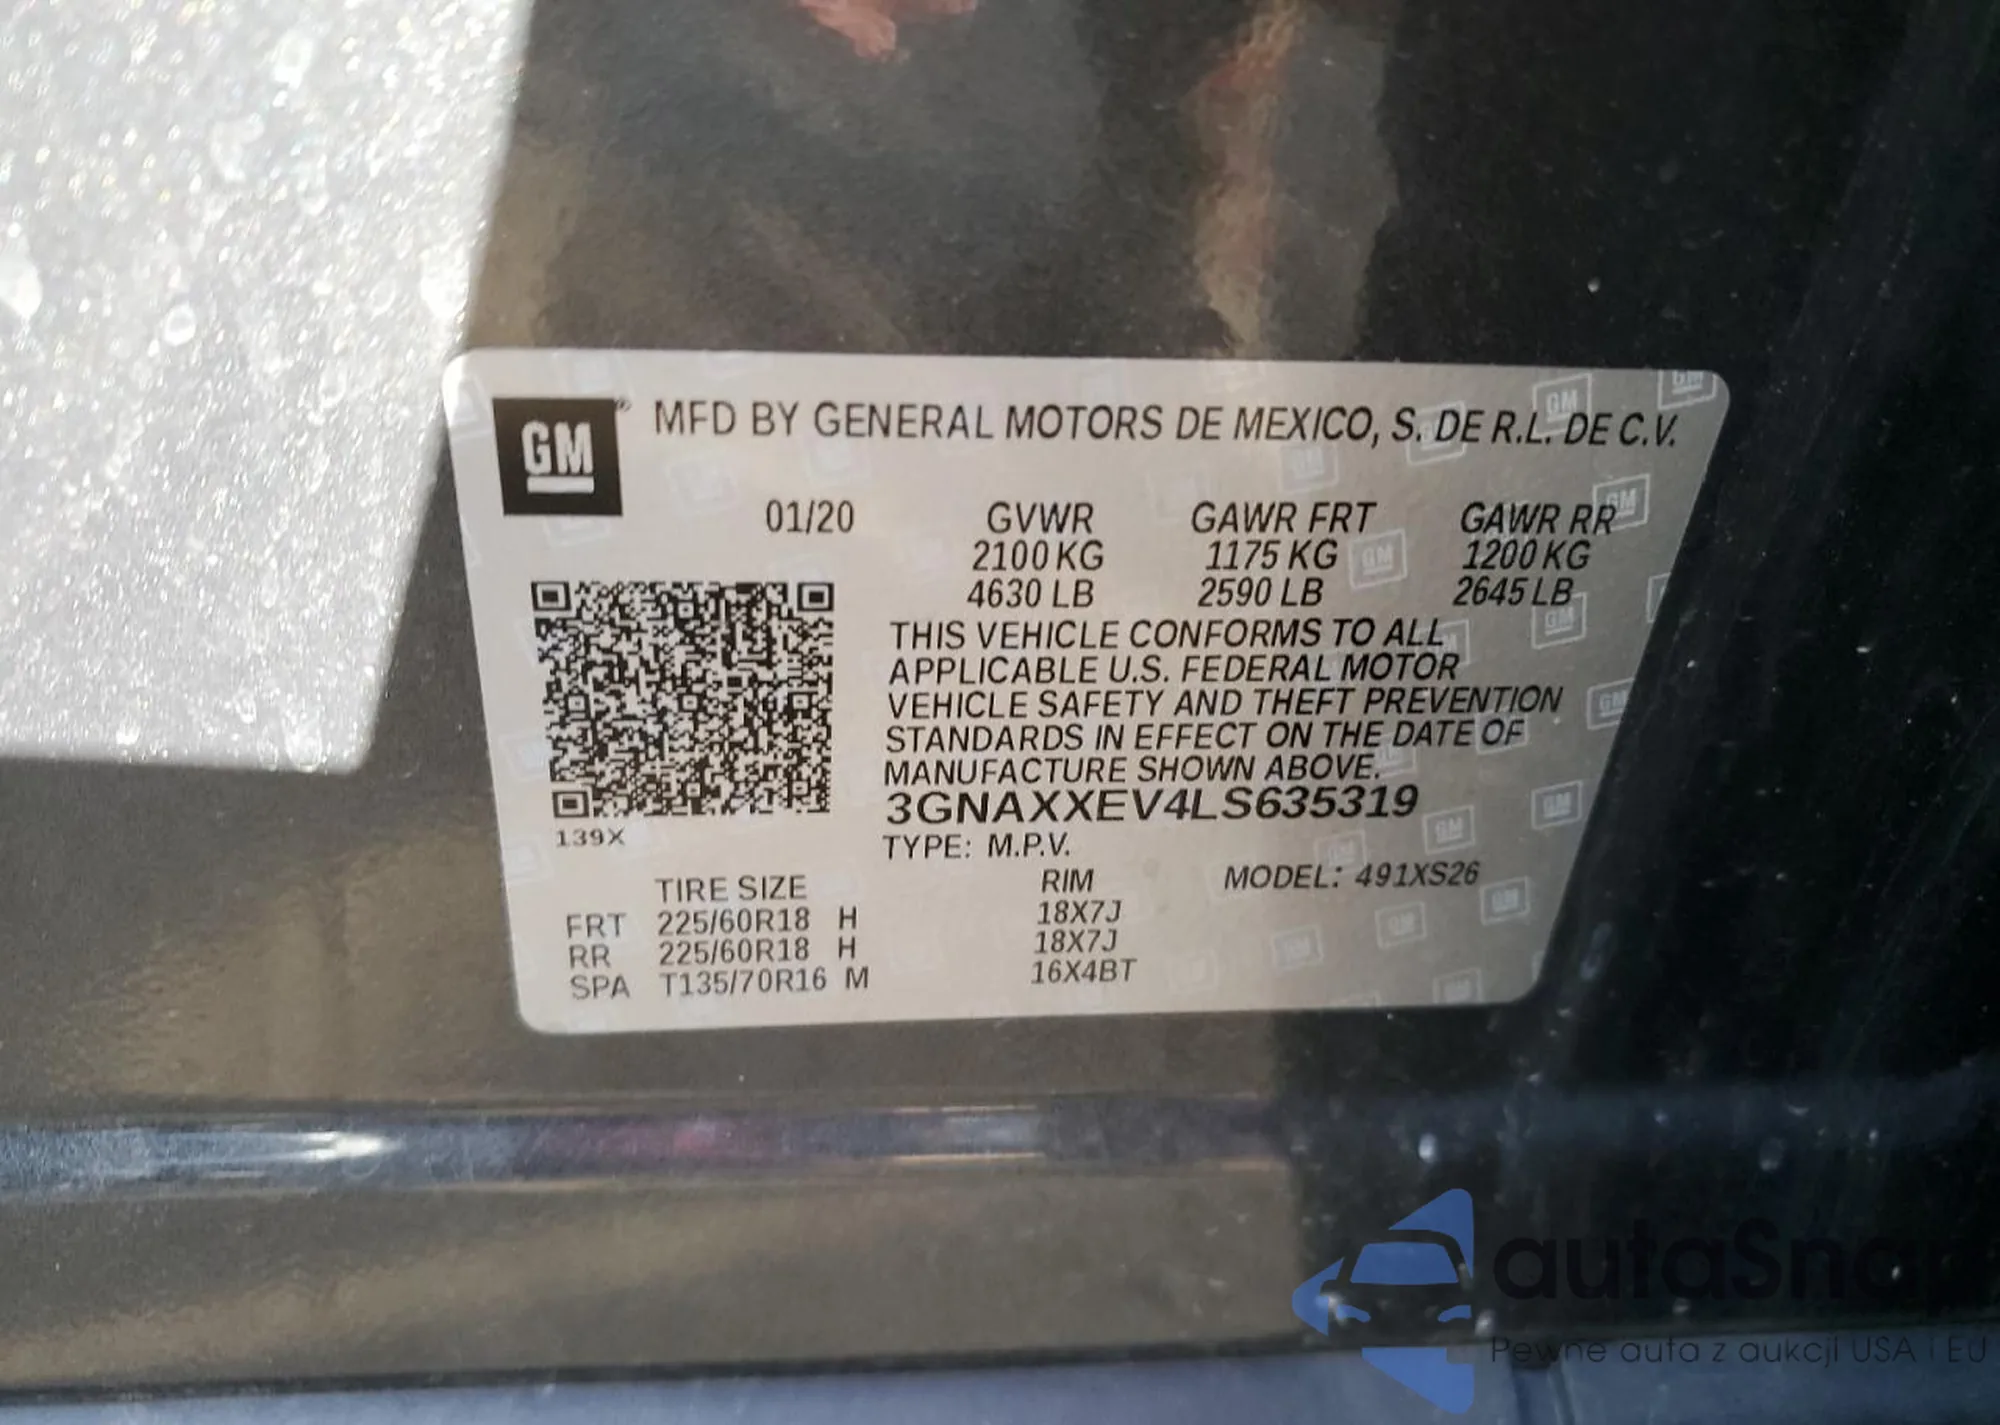 GM® MFD BY GENERAL MOTORS DE MEXICO, S. DE R.L. DE C.V.
01/20 GVWR GAWR FRT GAWR RR
2100 KG 1175 KG 1200 KG
4630 LB 2590 LB 2645 LB
THIS VEHICLE CONFORMS TO ALL
APPLICABLE U.S. FEDERAL MOTOR
VEHICLE SAFETY AND THEFT PREVENTION
STANDARDS IN EFFECT ON THE DATE OF
MANUFACTURE SHOWN ABOVE.
3GNAXXEV4LS635319
139X
TYPE: M.P.V.
TIRE SIZE RIM MODEL: 491XS26
FRT 225/60R18 H 18X7J
RR 225/60R18 H 18X7J
SPA T135/70R16 M 16X4BT
autaSnap
Pewne auta z aukcji USA i EU